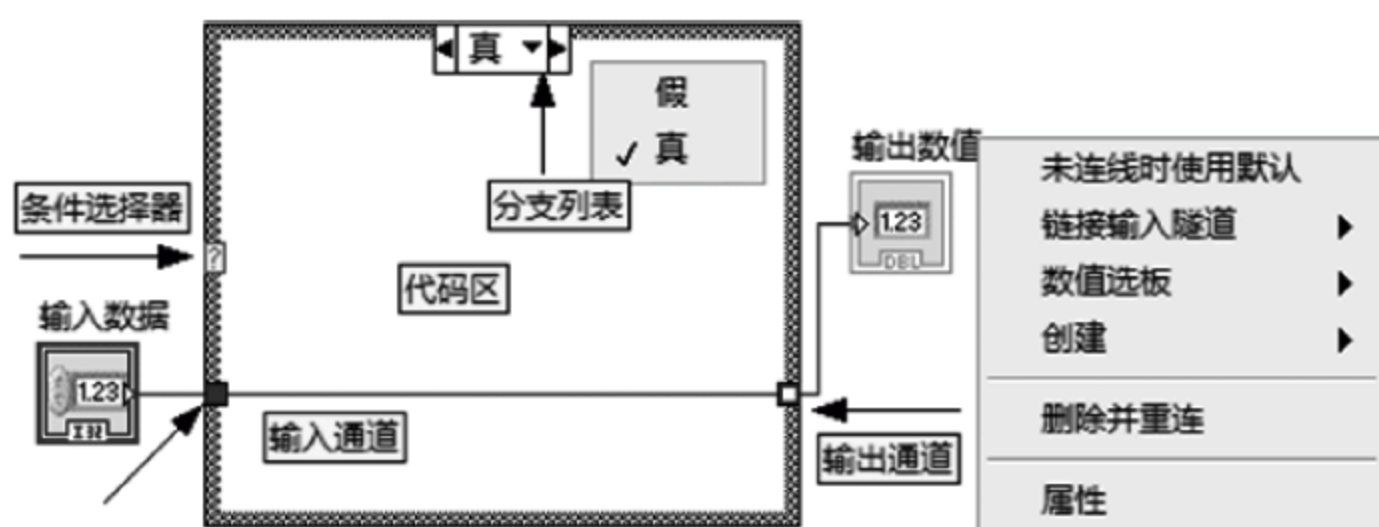 真
假
✓ 真
分支列表
条件选择器
?
代码区
输入数据
1.23
输入通道
输出数值
1.23
DBL
输出通道
未连线时使用默认
链接输入隧道
数值选板
创建
删除并重连
属性